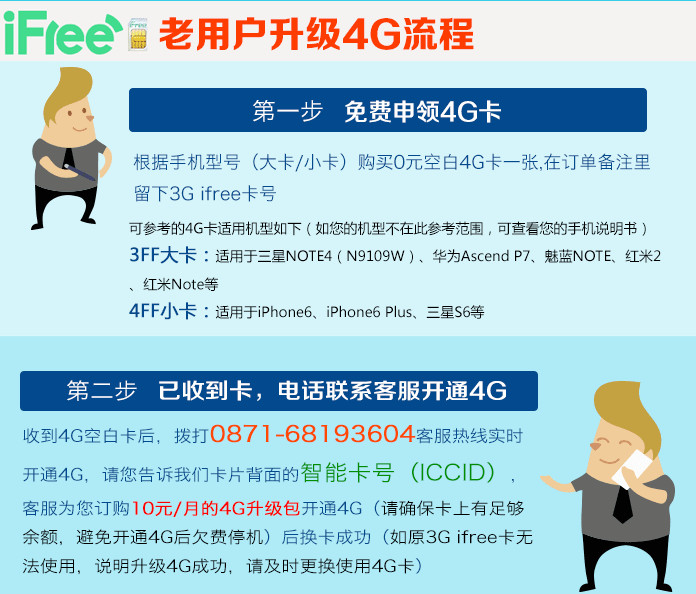 iFree 老用户升级4G流程
第一步 免费申领4G卡
根据手机型号（大卡/小卡）购买0元空白4G卡一张,在订单备注里
留下3G ifree卡号
可参考的4G卡适用机型如下（如您的机型不在此参考范围，可查看您的手机说明书）
3FF大卡：适用于三星NOTE4（N9109W）、华为Ascend P7、魅蓝NOTE、红米2
、红米Note等
4FF小卡：适用于iPhone6、iPhone6 Plus、三星S6等
第二步 已收到卡，电话联系客服开通4G
收到4G空白卡后，拨打0871-68193604客服热线实时
开通4G，请您告诉我们卡片背面的智能卡号（ICCID），
客服为您订购10元/月的4G升级包开通4G（请确保卡上有足够
余额，避免开通4G后欠费停机）后换卡成功（如原3G ifree卡无
法使用，说明升级4G成功，请及时更换使用4G卡）